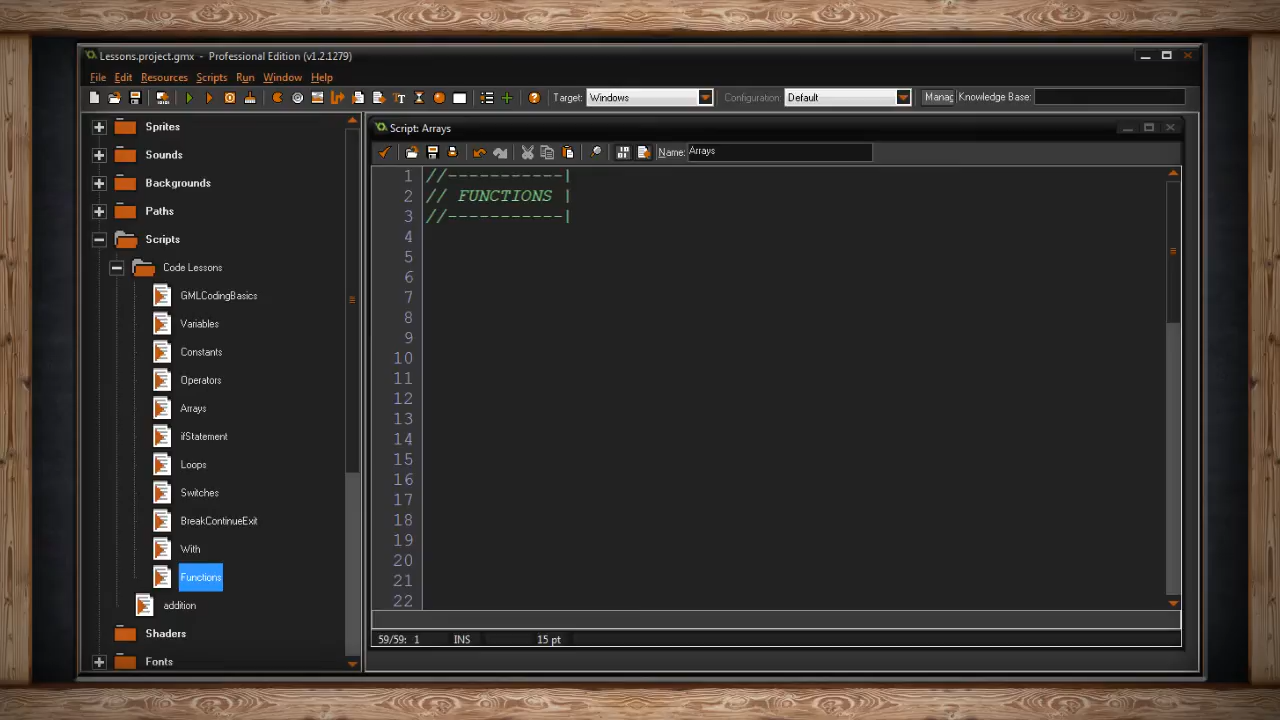 Lessons.project.gmx - Professional Edition (v1.2.1279)
File Edit Resources Scripts Run Window Help
Target: Windows Configuration: Default Manag Knowledge Base:
Sprites
Sounds
Backgrounds
Paths
Scripts
Code Lessons
GMLCodingBasics
Variables
Constants
Operators
Arrays
ifStatement
Loops
Switches
BreakContinueExit
With
Functions
addition
Shaders
Fonts
Script: Arrays
Name: Arrays
1 //-----------|
2 // FUNCTIONS |
3 //-----------|
4
5
6
7
8
9
10
11
12
13
14
15
16
17
18
19
20
21
22
59/59: 1 INS 15 pt